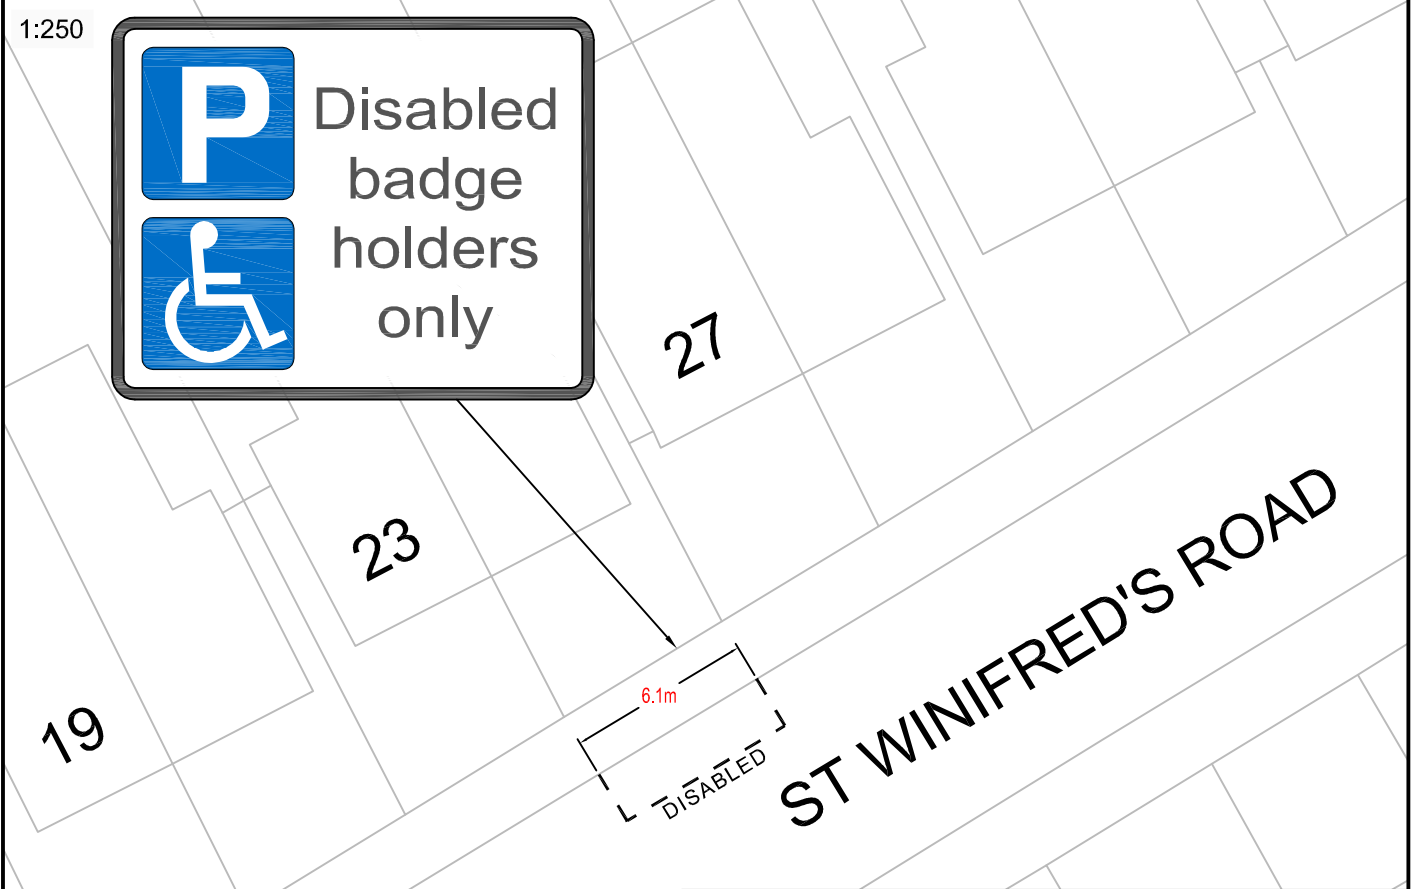 1:250
P
Disabled
badge
holders
only
27
23
19
6.1m
DISABLED
ST WINIFRED'S ROAD